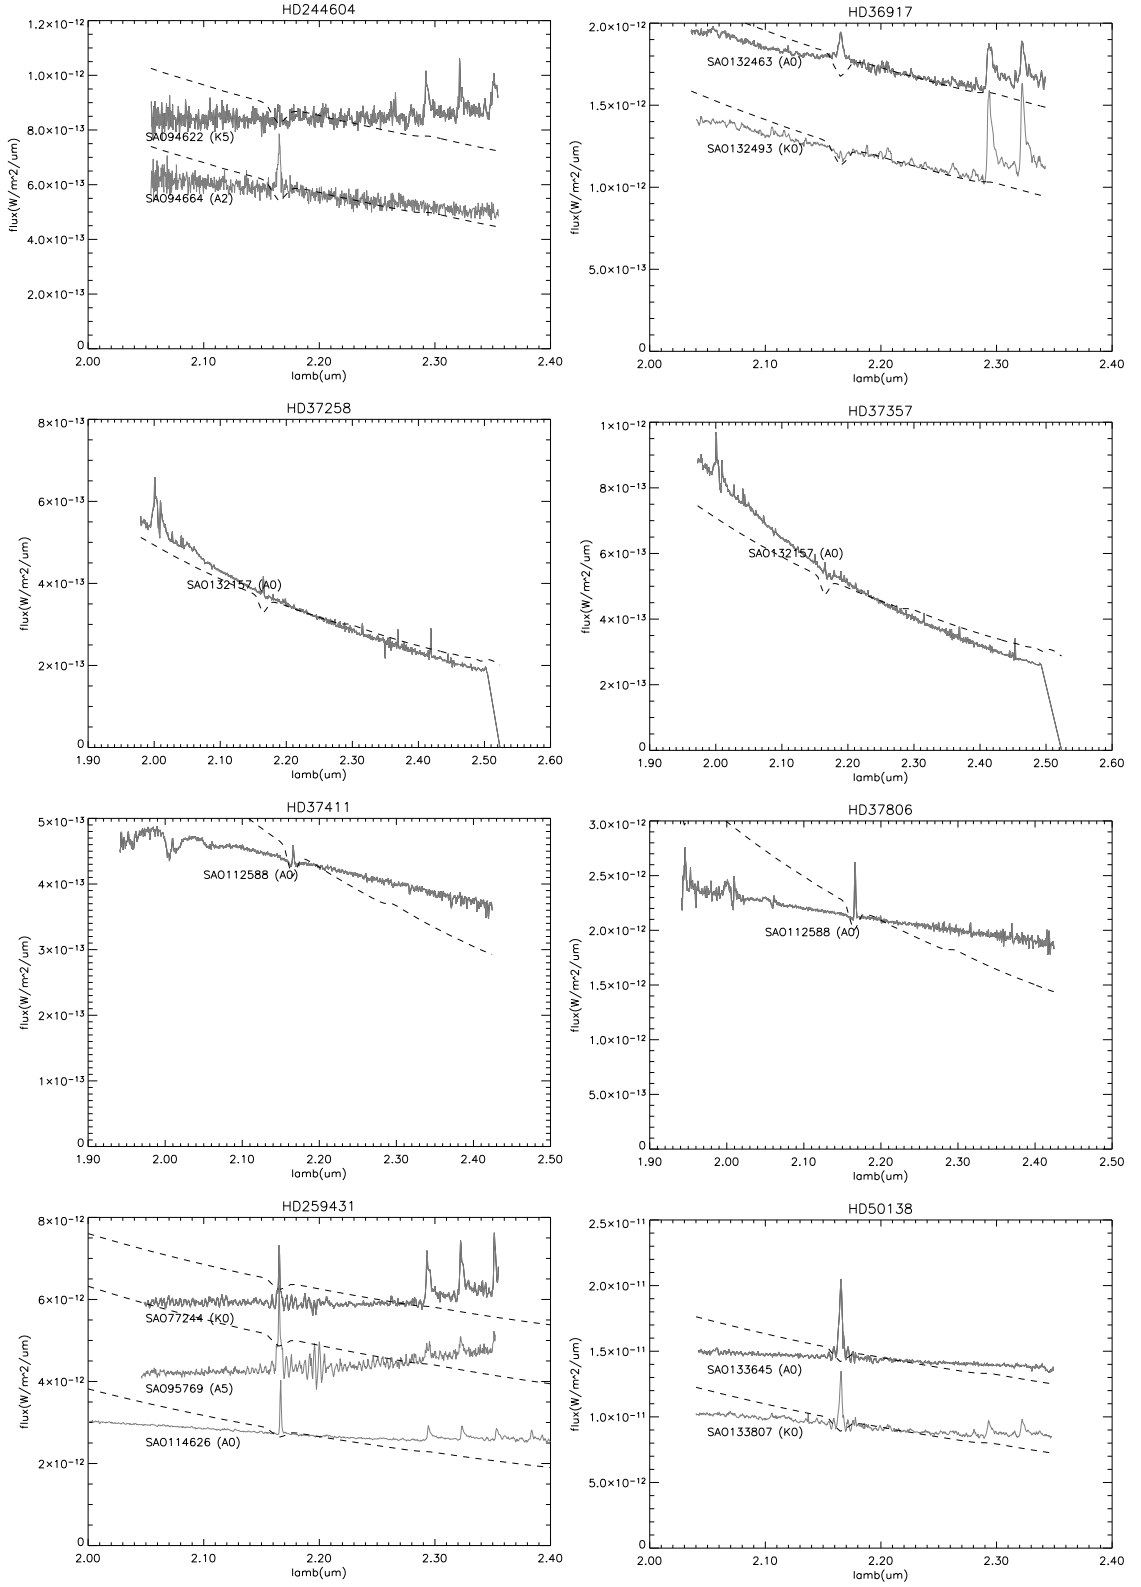 HD244604
1.2×10⁻¹²
1.0×10⁻¹²
8.0×10⁻¹³
6.0×10⁻¹³
4.0×10⁻¹³
2.0×10⁻¹³
0
flux(W/m^2/um)
SAO94622 (K5)
SAO94664 (A2)
2.00 2.10 2.20 2.30 2.40
lamb(um)
HD36917
2.0×10⁻¹²
1.5×10⁻¹²
1.0×10⁻¹²
5.0×10⁻¹³
0
flux(W/m^2/um)
SAO132463 (A0)
SAO132493 (K0)
2.00 2.10 2.20 2.30 2.40
lamb(um)
HD37258
8×10⁻¹³
6×10⁻¹³
4×10⁻¹³
2×10⁻¹³
0
flux(W/m^2/um)
SAO132157 (A0)
1.90 2.00 2.10 2.20 2.30 2.40 2.50 2.60
lamb(um)
HD37357
1×10⁻¹²
8×10⁻¹³
6×10⁻¹³
4×10⁻¹³
2×10⁻¹³
0
flux(W/m^2/um)
SAO132157 (A0)
1.90 2.00 2.10 2.20 2.30 2.40 2.50 2.60
lamb(um)
HD37411
5×10⁻¹³
4×10⁻¹³
3×10⁻¹³
2×10⁻¹³
1×10⁻¹³
0
flux(W/m^2/um)
SAO112588 (A0)
1.90 2.00 2.10 2.20 2.30 2.40 2.50
lamb(um)
HD37806
3.0×10⁻¹²
2.5×10⁻¹²
2.0×10⁻¹²
1.5×10⁻¹²
1.0×10⁻¹²
5.0×10⁻¹³
0
flux(W/m^2/um)
SAO112588 (A0)
1.90 2.00 2.10 2.20 2.30 2.40 2.50
lamb(um)
HD259431
8×10⁻¹²
6×10⁻¹²
4×10⁻¹²
2×10⁻¹²
0
flux(W/m^2/um)
SAO77244 (K0)
SAO95769 (A5)
SAO114626 (A0)
2.00 2.10 2.20 2.30 2.40
lamb(um)
HD50138
2.5×10⁻¹¹
2.0×10⁻¹¹
1.5×10⁻¹¹
1.0×10⁻¹¹
5.0×10⁻¹²
0
flux(W/m^2/um)
SAO133645 (A0)
SAO133807 (K0)
2.00 2.10 2.20 2.30 2.40
lamb(um)